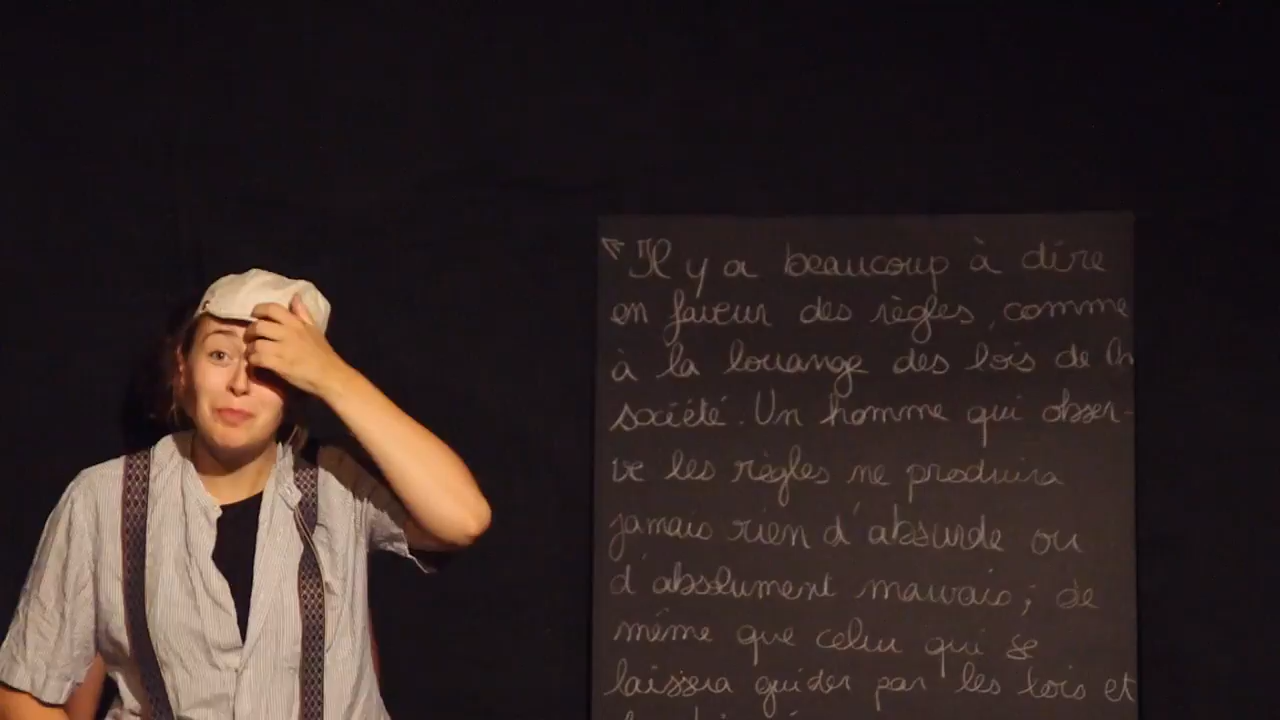 "Il y a beaucoup à dire
en faveur des règles, comme
à la louange des lois de la
société. Un homme qui obser-
ve les règles ne produira
jamais rien d'absurde ou
d'absolument mauvais ; de
même que celui qui se
laissera guider par les lois et